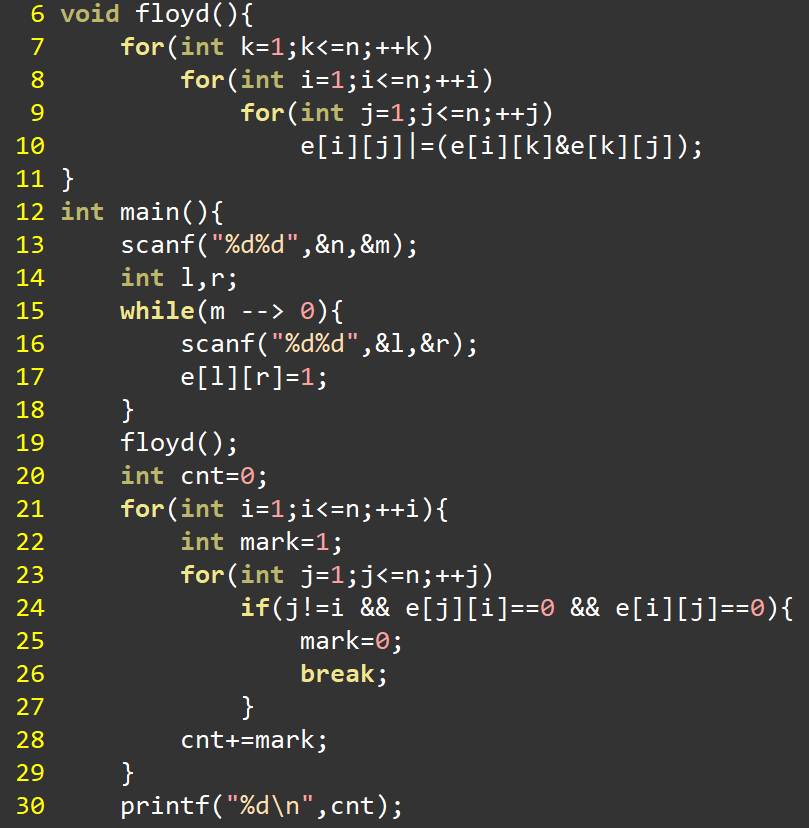 6 void floyd(){
7 for(int k=1;k<=n;++k)
8 for(int i=1;i<=n;++i)
9 for(int j=1;j<=n;++j)
10 e[i][j]|=(e[i][k]&e[k][j]);
11 }
12 int main(){
13 scanf("%d%d",&n,&m);
14 int l,r;
15 while(m --> 0){
16 scanf("%d%d",&l,&r);
17 e[l][r]=1;
18 }
19 floyd();
20 int cnt=0;
21 for(int i=1;i<=n;++i){
22 int mark=1;
23 for(int j=1;j<=n;++j)
24 if(j!=i && e[j][i]==0 && e[i][j]==0){
25 mark=0;
26 break;
27 }
28 cnt+=mark;
29 }
30 printf("%d\n",cnt);